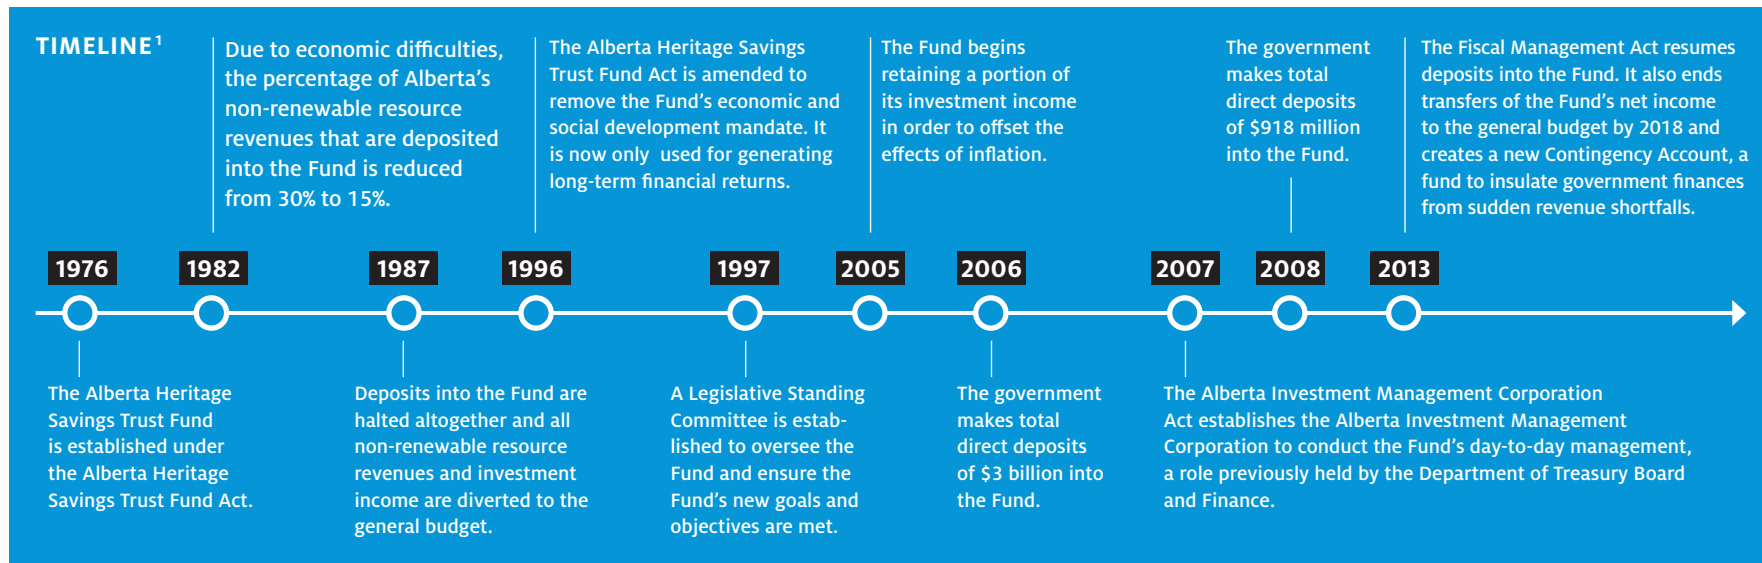 TIMELINE¹
Due to economic difficulties,
the percentage of Alberta’s
non-renewable resource
revenues that are deposited
into the Fund is reduced
from 30% to 15%.
The Alberta Heritage Savings
Trust Fund Act is amended to
remove the Fund’s economic and
social development mandate. It
is now only used for generating
long-term financial returns.
The Fund begins
retaining a portion of
its investment income
in order to offset the
effects of inflation.
The government
makes total
direct deposits
of $918 million
into the Fund.
The Fiscal Management Act resumes
deposits into the Fund. It also ends
transfers of the Fund’s net income
to the general budget by 2018 and
creates a new Contingency Account, a
fund to insulate government finances
from sudden revenue shortfalls.
1976 1982 1987 1996 1997 2005 2006 2007 2008 2013
The Alberta Heritage
Savings Trust Fund
is established under
the Alberta Heritage
Savings Trust Fund Act.
Deposits into the Fund are
halted altogether and all
non-renewable resource
revenues and investment
income are diverted to the
general budget.
A Legislative Standing
Committee is estab-
lished to oversee the
Fund and ensure the
Fund’s new goals and
objectives are met.
The government
makes total
direct deposits
of $3 billion into
the Fund.
The Alberta Investment Management Corporation
Act establishes the Alberta Investment Management
Corporation to conduct the Fund’s day-to-day management,
a role previously held by the Department of Treasury Board
and Finance.